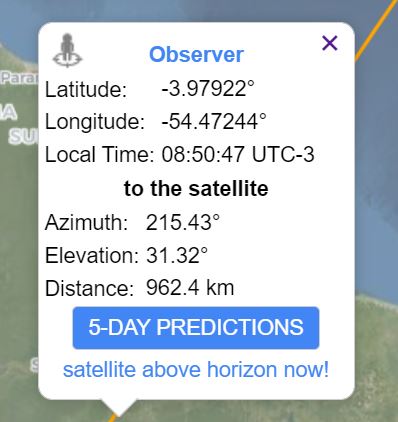 Observer
Latitude: -3.97922°
Longitude: -54.47244°
Local Time: 08:50:47 UTC-3
to the satellite
Azimuth: 215.43°
Elevation: 31.32°
Distance: 962.4 km
5-DAY PREDICTIONS
satellite above horizon now!